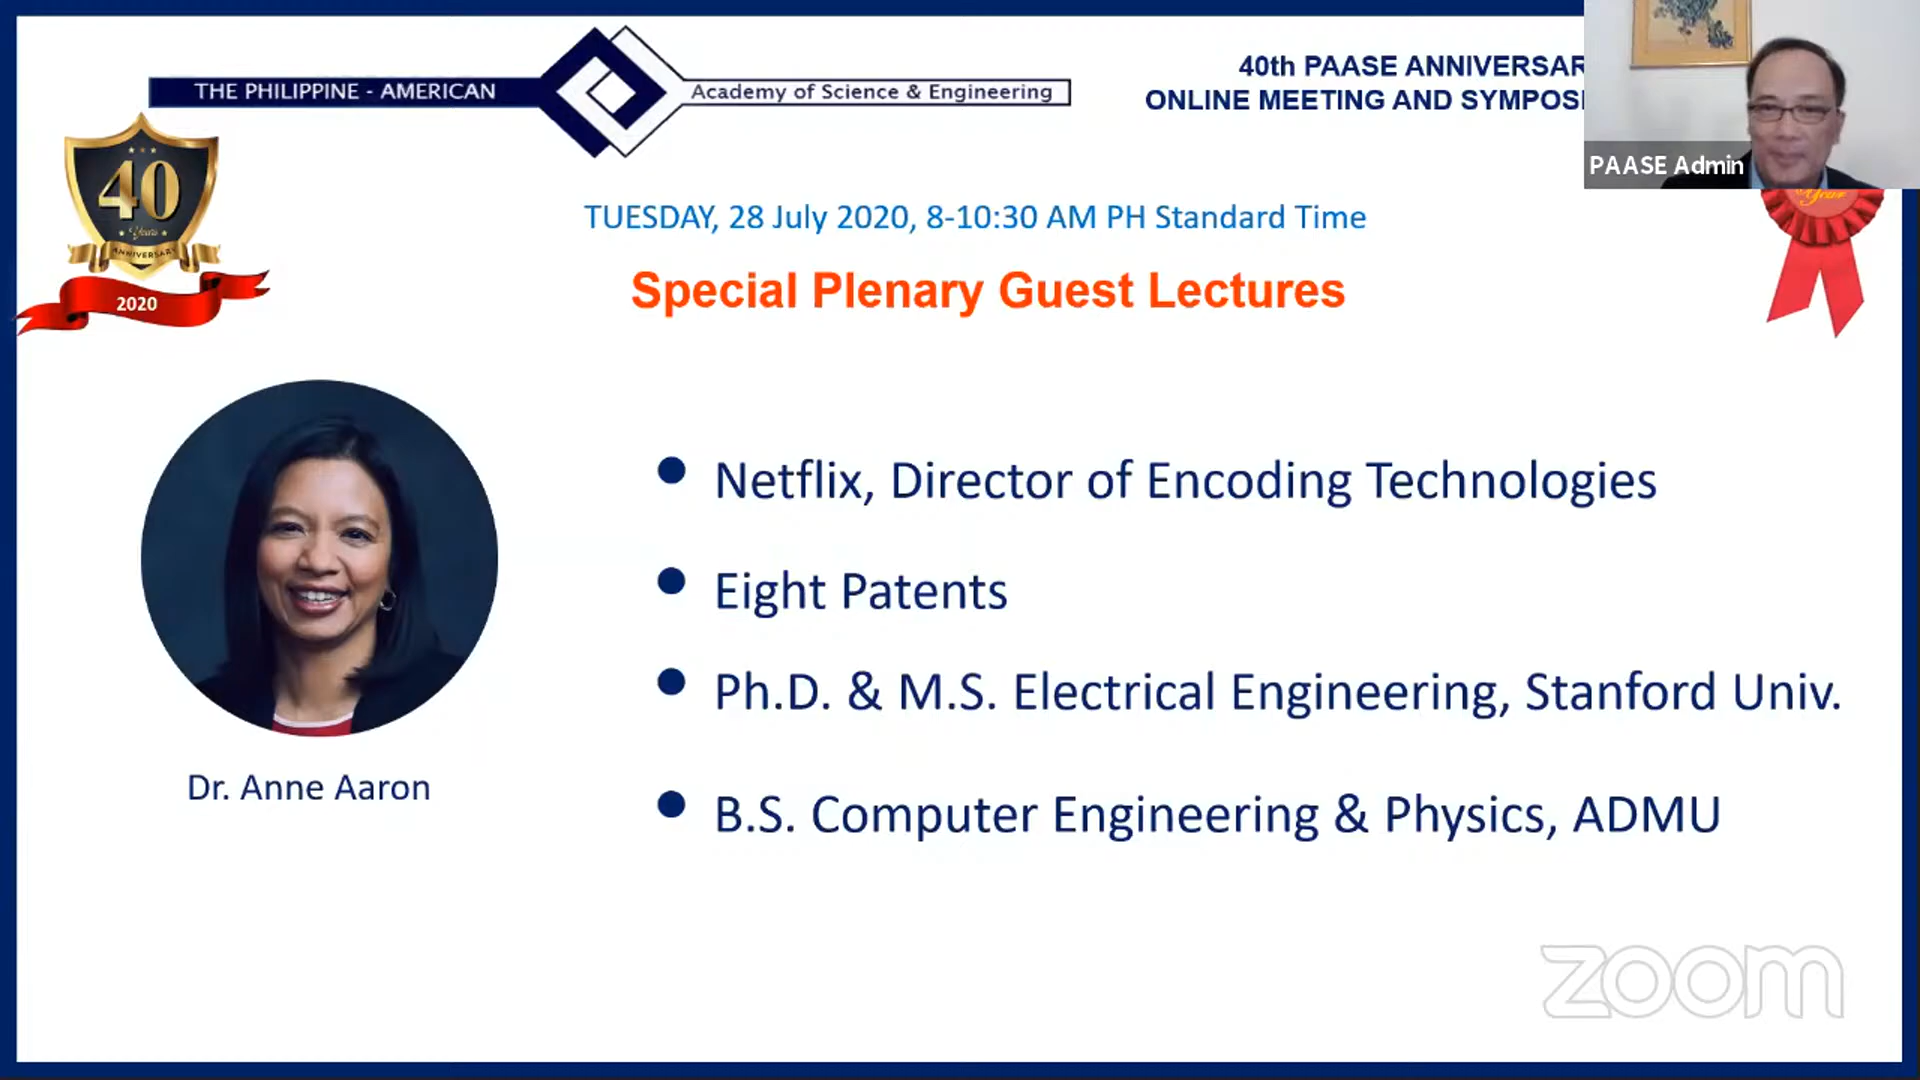 THE PHILIPPINE - AMERICAN
Academy of Science & Engineering
40th PAASE ANNIVERSAR
ONLINE MEETING AND SYMPOSI
PAASE Admin
40
Years
ANNIVERSARY
2020
Year
TUESDAY, 28 July 2020, 8-10:30 AM PH Standard Time
Special Plenary Guest Lectures
• Netflix, Director of Encoding Technologies
• Eight Patents
• Ph.D. & M.S. Electrical Engineering, Stanford Univ.
• B.S. Computer Engineering & Physics, ADMU
Dr. Anne Aaron
zoom